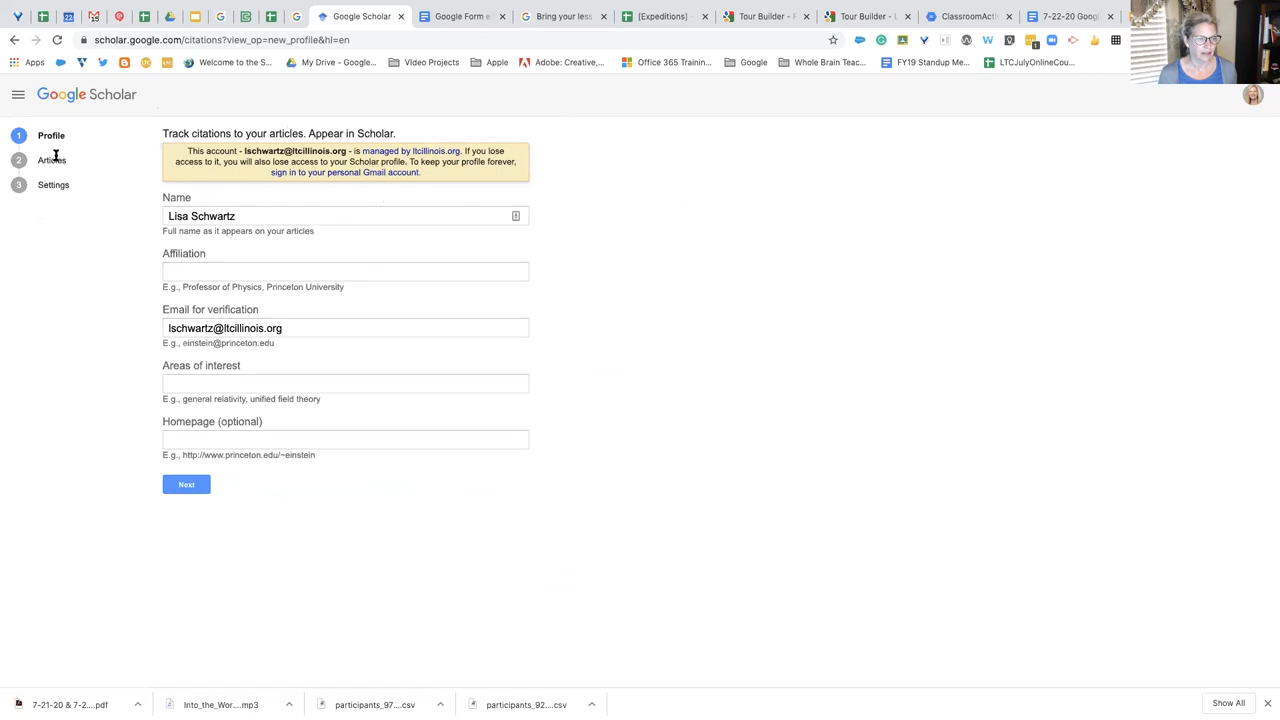 Google Scholar
Google Form e
Bring your less
[Expeditions] -
Tour Builder - F
Tour Builder - L
ClassroomActi
7-22-20 Googl
scholar.google.com/citations?view_op=new_profile&hl=en
Apps
Welcome to the S...
My Drive - Google...
Video Projects
Apple
Adobe: Creative,...
Office 365 Trainin...
Google
Whole Brain Teac...
FY19 Standup Me...
LTCJulyOnlineCou...
Google Scholar
1 Profile
2 Articles
3 Settings
Track citations to your articles. Appear in Scholar.
This account - lschwartz@ltcillinois.org - is managed by ltcillinois.org. If you lose
access to it, you will also lose access to your Scholar profile. To keep your profile forever,
sign in to your personal Gmail account.
Name
Lisa Schwartz
Full name as it appears on your articles
Affiliation
E.g., Professor of Physics, Princeton University
Email for verification
lschwartz@ltcillinois.org
E.g., einstein@princeton.edu
Areas of interest
E.g., general relativity, unified field theory
Homepage (optional)
E.g., http://www.princeton.edu/~einstein
Next
7-21-20 & 7-2....pdf
Into_the_Wor....mp3
participants_97....csv
participants_92....csv
Show All